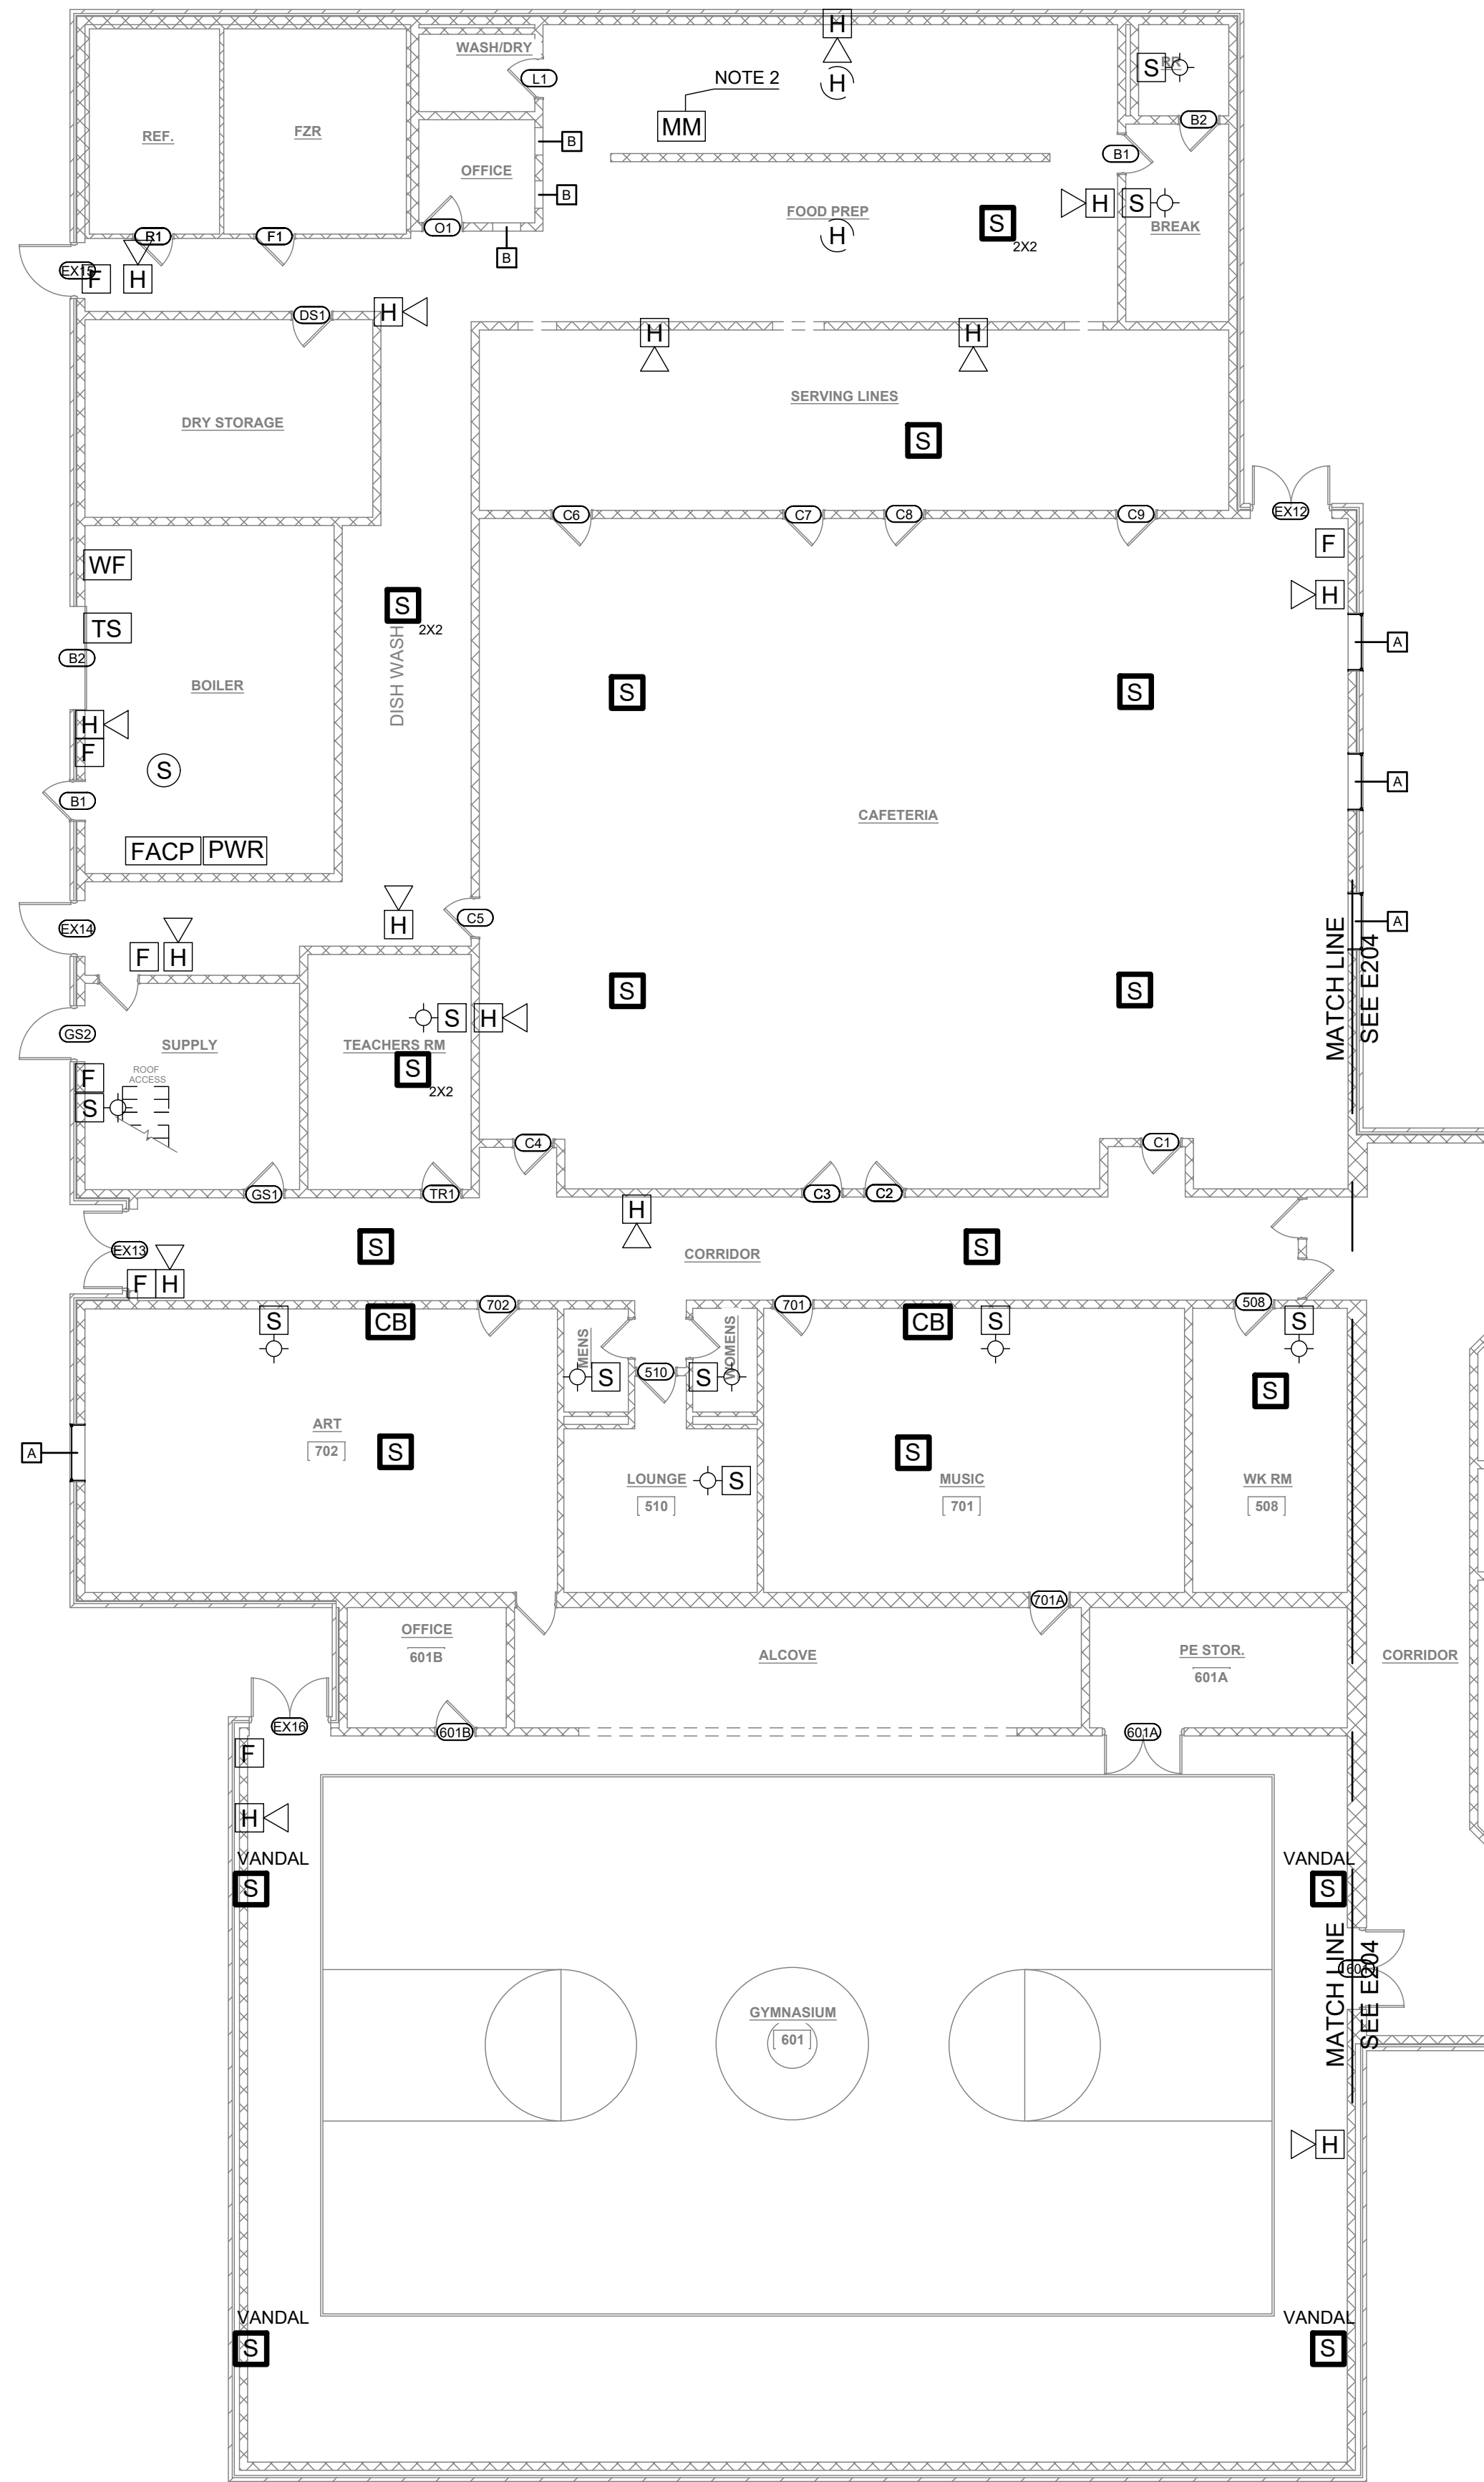 H
WASH/DRY
S
RR
L1
NOTE 2
H
MM
B2
REF.
FZR
B
B1
OFFICE
B
H
S
FOOD PREP
S
2X2
BREAK
R1
F1
O1
H
B
EX15
F
H
DS1
H
H
H
SERVING LINES
DRY STORAGE
S
C6
C7
C8
C9
EX12
F
WF
H
S
2X2
TS
A
B2
DISH WASH
BOILER
S
S
H
F
S
A
B1
CAFETERIA
FACP
PWR
H
C5
A
EX14
F
H
MATCH LINE
SEE E204
S
S
S
H
GS2
SUPPLY
TEACHERS RM
ROOF
ACCESS
F
S
2X2
S
C4
C1
GS1
TR1
C3
C2
H
EX13
S
CORRIDOR
S
F
H
702
701
508
S
CB
CB
S
S
MENS
WOMENS
S
510
S
S
ART
702
S
S
A
LOUNGE
S
MUSIC
WK RM
510
701
508
701A
OFFICE
601B
ALCOVE
PE STOR.
601A
CORRIDOR
EX16
601B
601A
F
H
VANDAL
S
VANDAL
S
MATCH LINE
SEE E204
601
GYMNASIUM
601
H
VANDAL
S
VANDAL
S